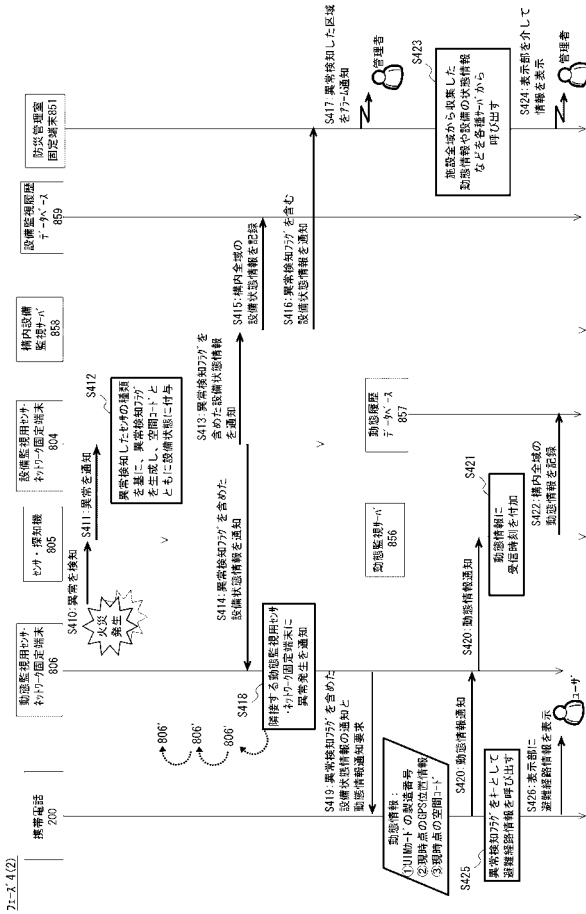 フェーズ4(2)
携帯電話
200
動態監視用センサ・
ネットワーク固定端末
806
センサ・探知機
805
設備監視用センサ・
ネットワーク固定端末
804
構内設備
監視サーバ
858
設備監視履歴
データベース
859
防災管理室
固定端末851
火災
発生
S410:異常を検知
S411:異常を通知
S412
異常検知したセンサの種類
を基に、異常検知フラグ
を生成し、空間コードと
ともに設備状態に付与
S413:異常検知フラグを
含めた設備状態情報
を通知
S414:異常検知フラグを含めた
設備状態情報を通知
S415:構内全域の
設備状態情報を記録
S416:異常検知フラグを含む
設備状態情報を通知
S417:異常検知した区域
をアラーム通知
管理者
S418
隣接する動態監視用センサ
・ネットワーク固定端末に
異常発生を通知
806'
806'
806'
S419:異常検知フラグを含めた
設備状態情報の通知と
動態情報通知要求
動態監視サーバ
856
動態履歴
データベース
857
動態情報:
①UIMカードの製造番号
②現時点のGPS位置情報
③現時点の空間コード
S420:動態情報通知
S420:動態情報通知
S421
動態情報に
受信時刻を付加
S422:構内全域の
動態情報を記録
S423
施設全域から収集した
動態情報や設備の状態情報
などを各種サーバから
呼び出す
S424:表示部を介して
情報を表示
管理者
S425
異常検知フラグをキーとして
避難経路情報を呼び出す
S426:表示部に
避難経路情報を表示
ユーザ